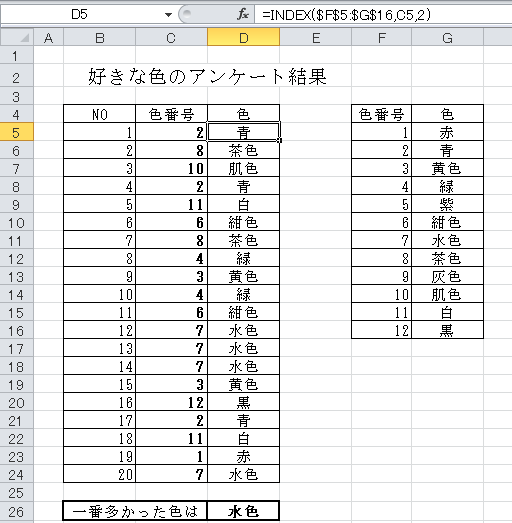 D5 fx =INDEX($F$5:$G$16,C5,2)
A B C D E F G
1
2 好きな色のアンケート結果
3
4 NO 色番号 色 色番号 色
5 1 2 青 1 赤
6 2 8 茶色 2 青
7 3 10 肌色 3 黄色
8 4 2 青 4 緑
9 5 11 白 5 紫
10 6 6 紺色 6 紺色
11 7 8 茶色 7 水色
12 8 4 緑 8 茶色
13 9 3 黄色 9 灰色
14 10 4 緑 10 肌色
15 11 6 紺色 11 白
16 12 7 水色 12 黒
17 13 7 水色
18 14 7 水色
19 15 3 黄色
20 16 12 黒
21 17 2 青
22 18 11 白
23 19 1 赤
24 20 7 水色
25
26 一番多かった色は 水色